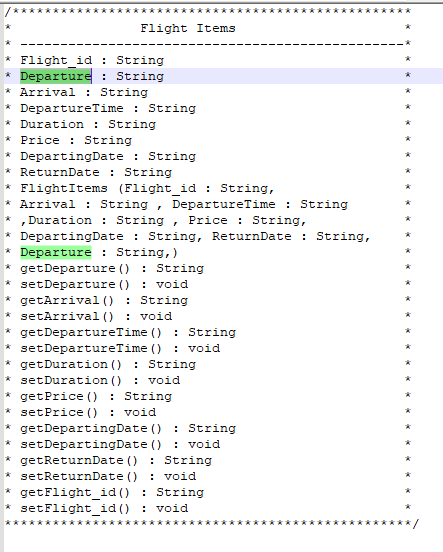 /**************************************************
*                Flight Items                     *
* ------------------------------------------------*
* Flight_id : String                              *
* Departure : String                              *
* Arrival : String                                *
* DepartureTime : String                          *
* Duration : String                               *
* Price : String                                  *
* DepartingDate : String                          *
* ReturnDate : String                             *
* FlightItems (Flight_id : String,                *
* Arrival : String , DepartureTime : String       *
* ,Duration : String , Price : String,            *
* DepartingDate : String, ReturnDate : String,    *
* Departure : String,)                            *
* getDeparture() : String                         *
* setDeparture() : void                           *
* getArrival() : String                           *
* setArrival() : void                             *
* getDepartureTime() : String                     *
* setDepartureTime() : void                       *
* getDuration() : String                          *
* setDuration() : void                            *
* getPrice() : String                             *
* setPrice() : void                               *
* getDepartingDate() : String                     *
* setDepartingDate() : void                       *
* getReturnDate() : String                        *
* setReturnDate() : void                          *
* getFlight_id() : String                         *
* setFlight_id() : void                           *
***************************************************/